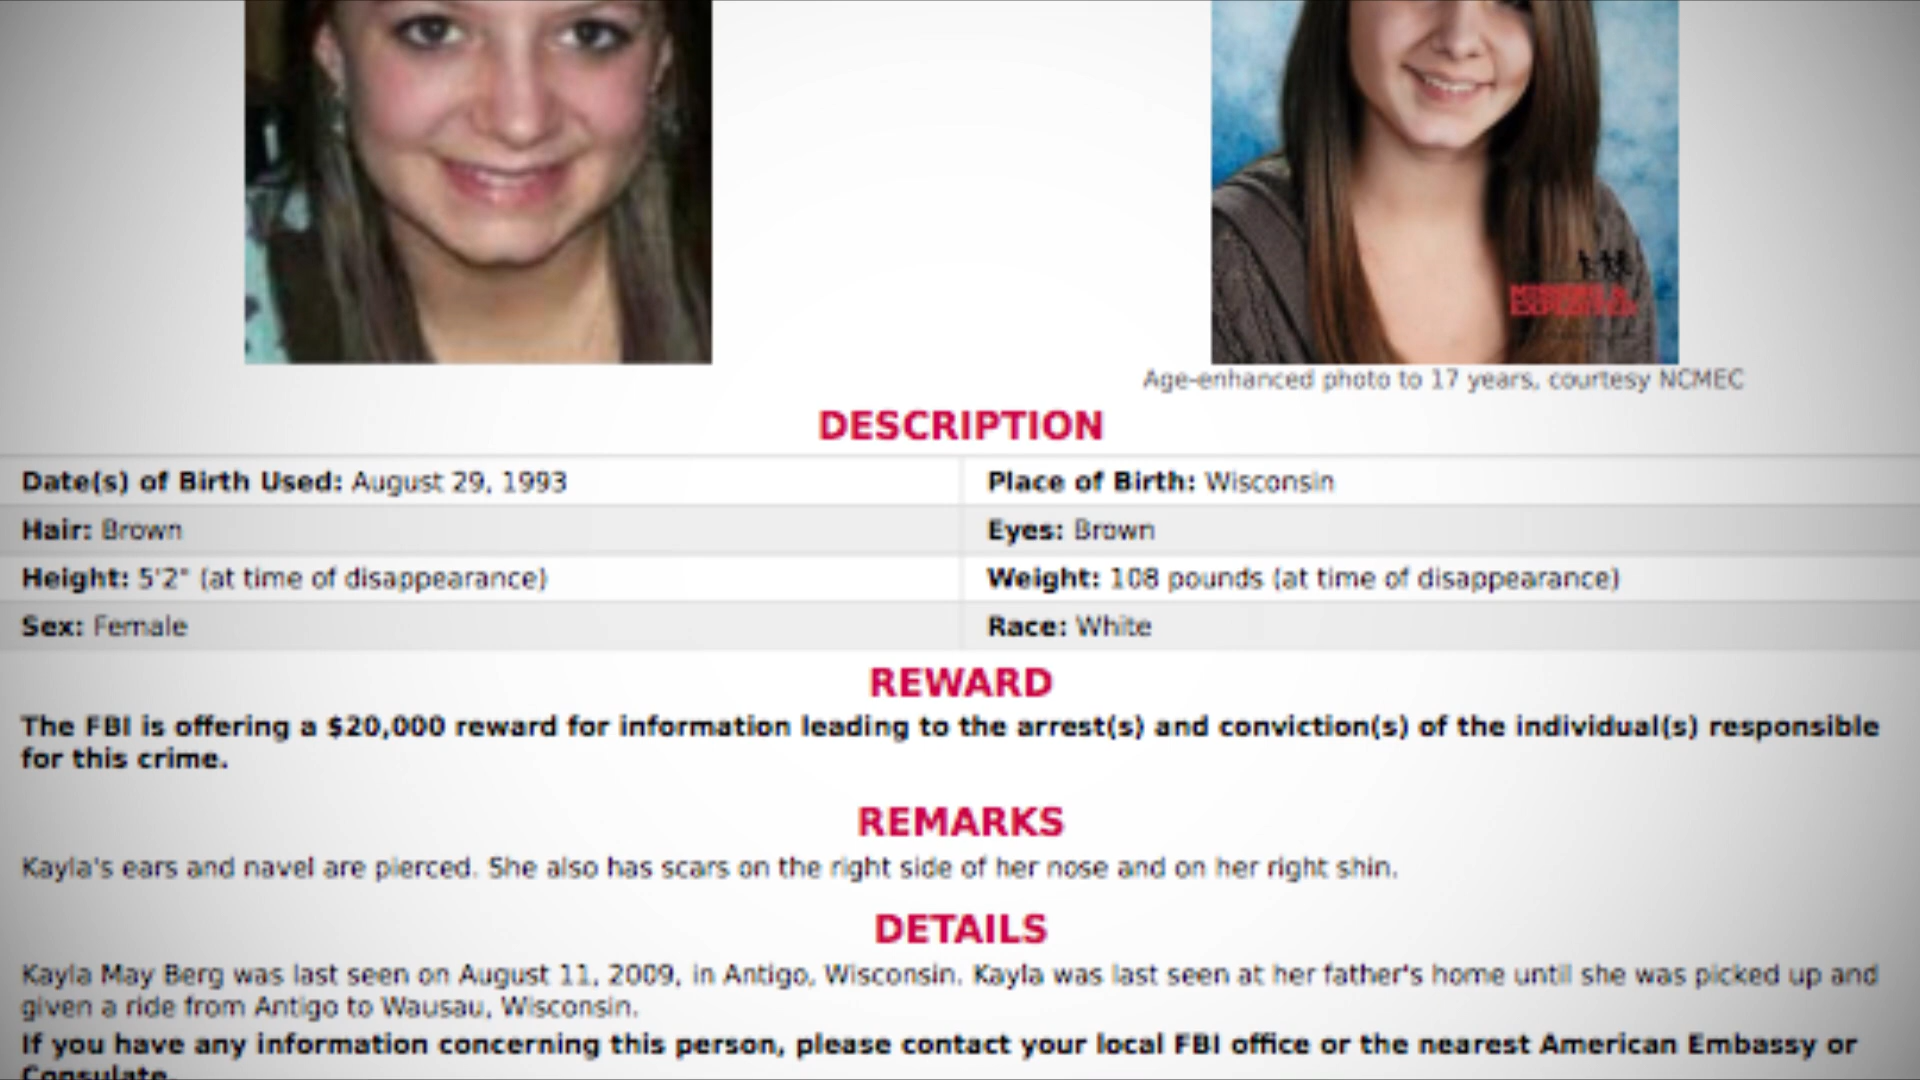 MISSING &
EXPLOITED
Age-enhanced photo to 17 years, courtesy NCMEC
DESCRIPTION
Date(s) of Birth Used: August 29, 1993
Place of Birth: Wisconsin
Hair: Brown
Eyes: Brown
Height: 5'2" (at time of disappearance)
Weight: 108 pounds (at time of disappearance)
Sex: Female
Race: White
REWARD
The FBI is offering a $20,000 reward for information leading to the arrest(s) and conviction(s) of the individual(s) responsible
for this crime.
REMARKS
Kayla's ears and navel are pierced. She also has scars on the right side of her nose and on her right shin.
DETAILS
Kayla May Berg was last seen on August 11, 2009, in Antigo, Wisconsin. Kayla was last seen at her father's home until she was picked up and
given a ride from Antigo to Wausau, Wisconsin.
If you have any information concerning this person, please contact your local FBI office or the nearest American Embassy or
Consulate.